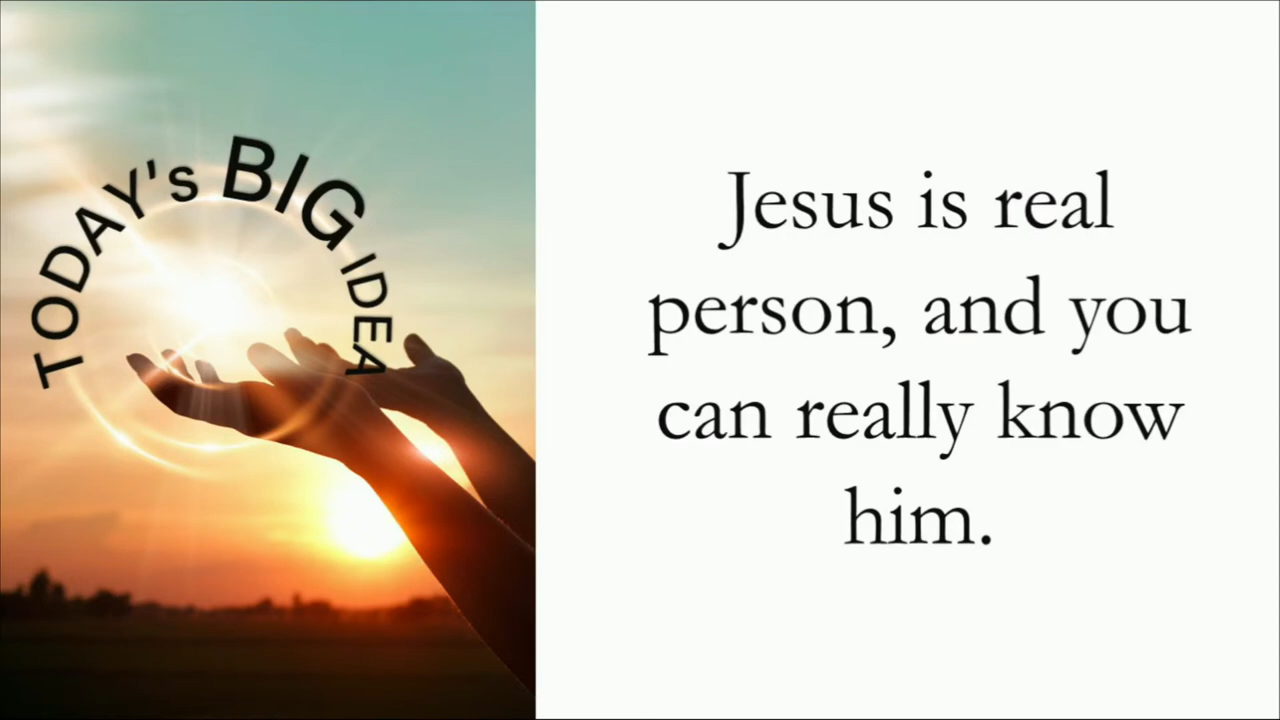 TODAY's BIG IDEA
Jesus is real
person, and you
can really know
him.